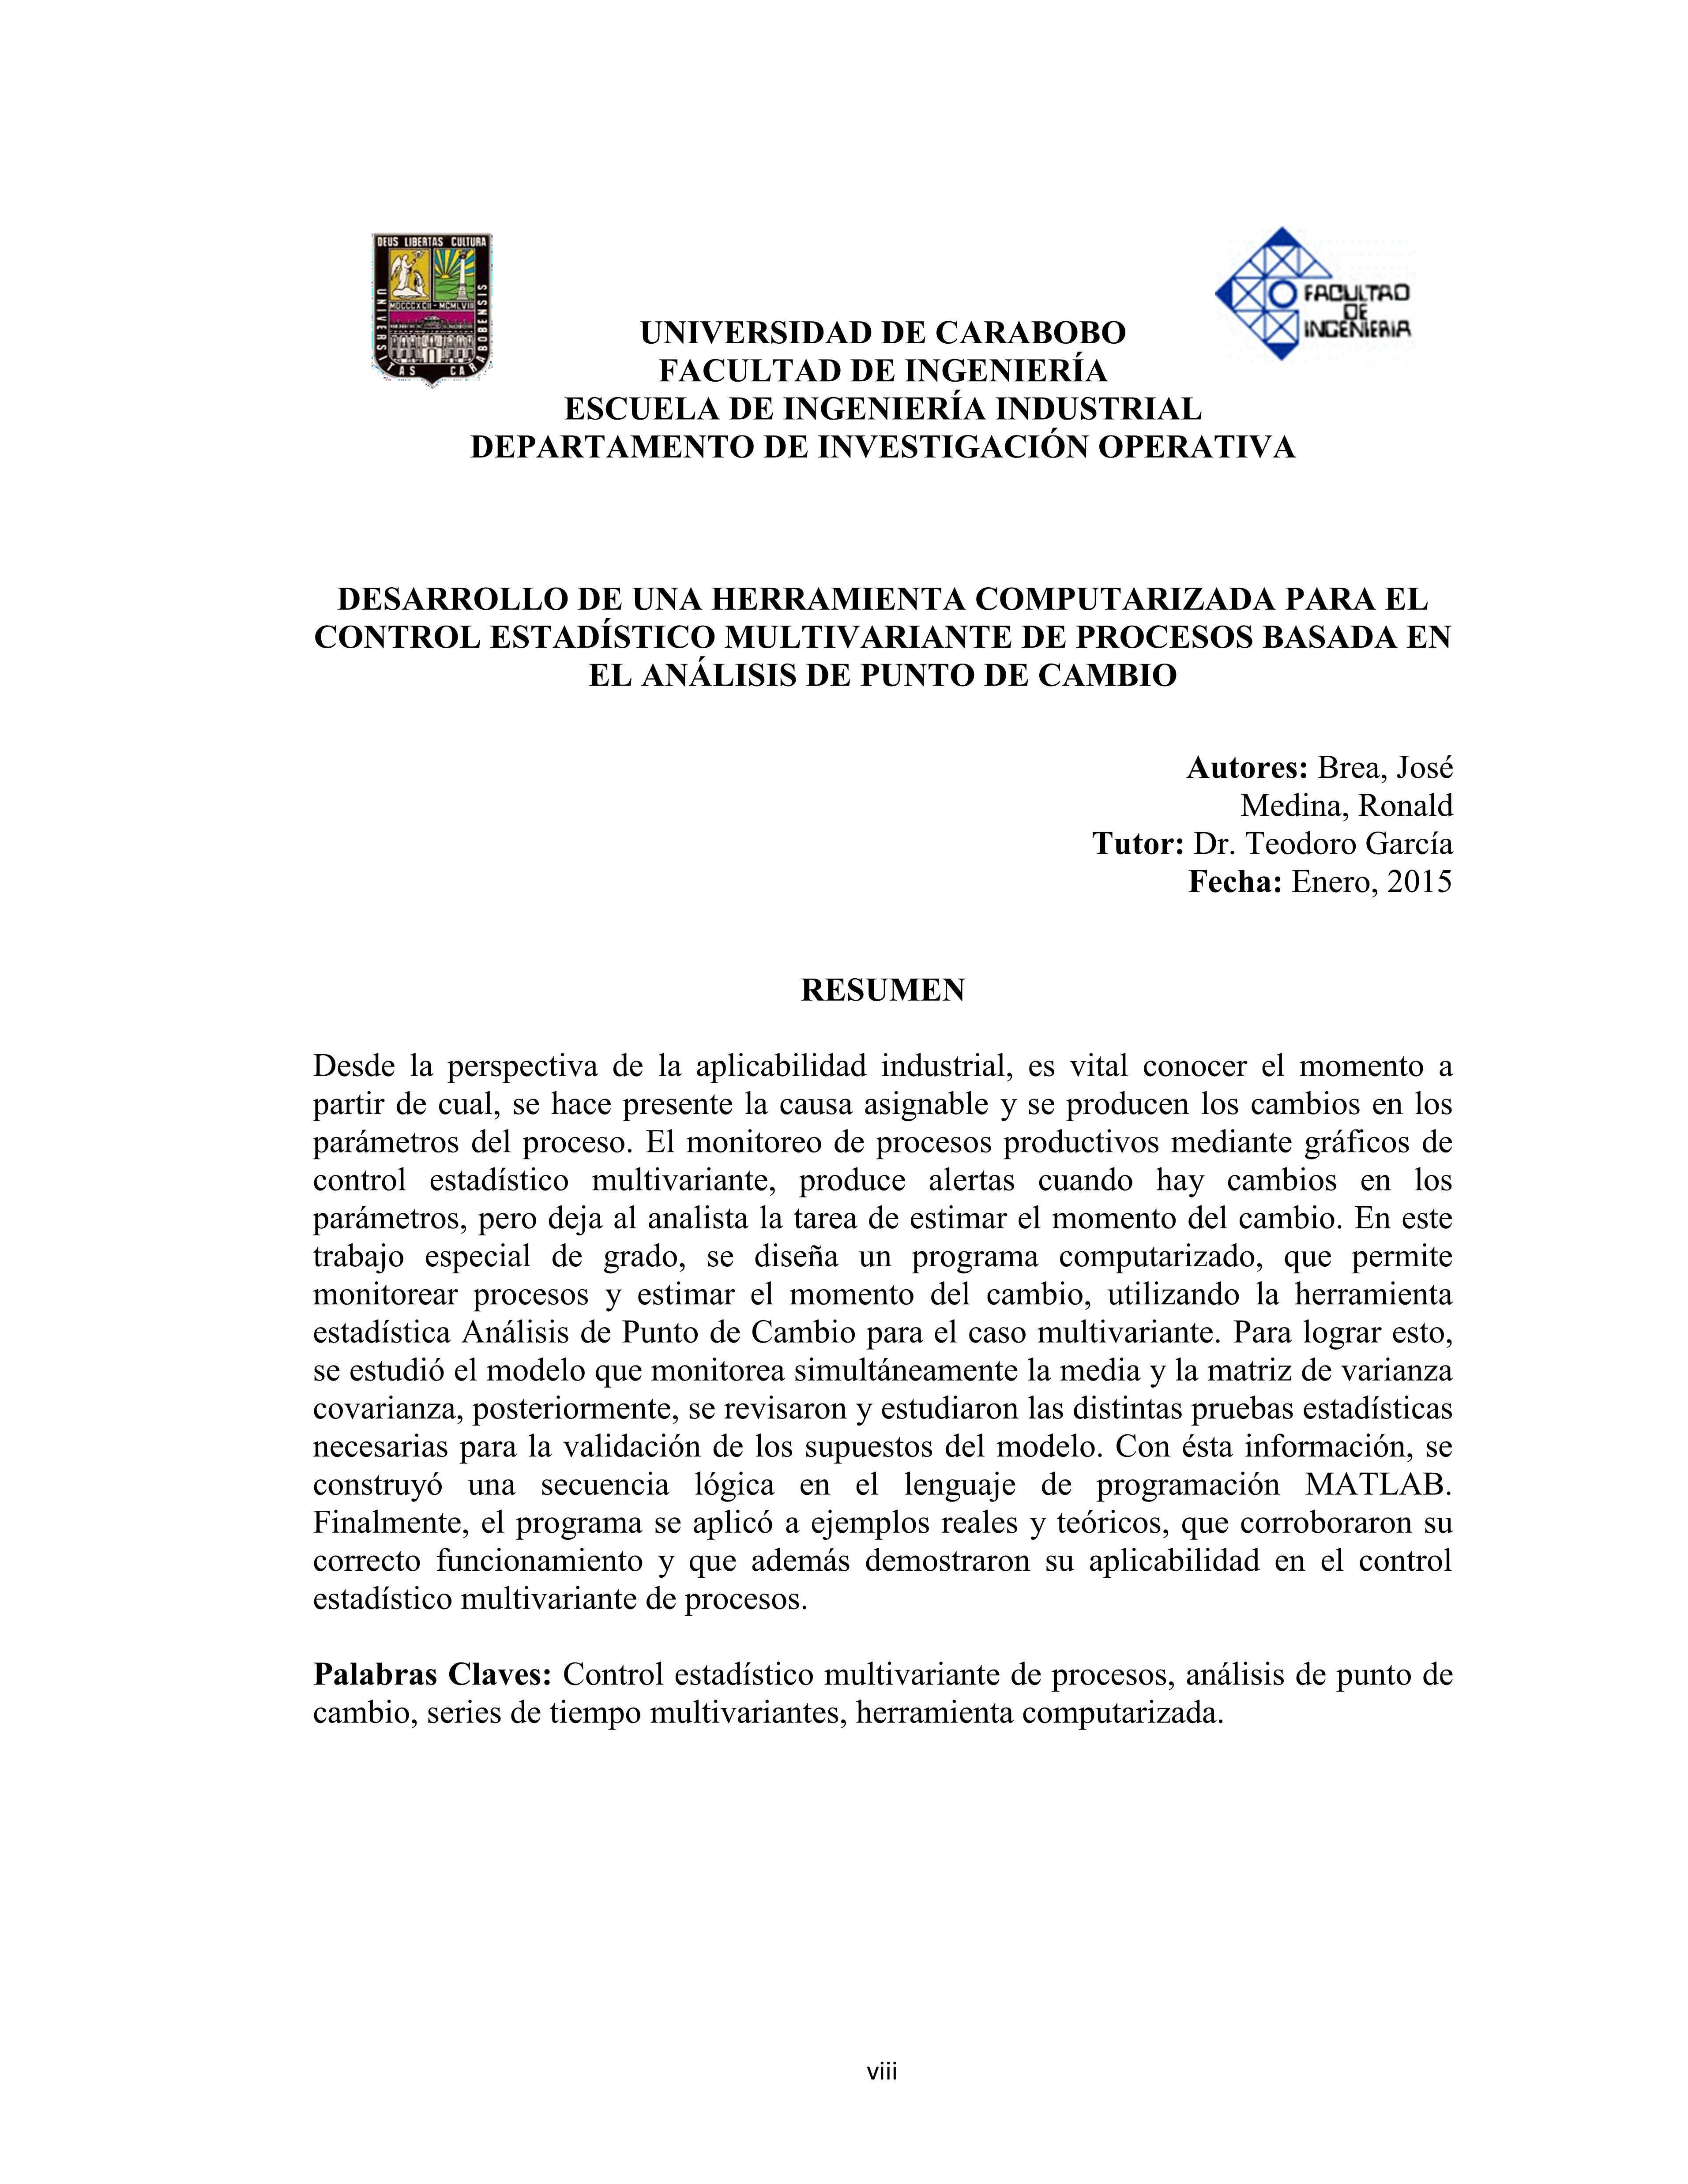 DEUS LIBERTAS CULTURA
UNIVERSITAS CARABOBENSIS
MDCCCXCII - MCMLVIII
FACULTAD
DE
INGENIERIA
UNIVERSIDAD DE CARABOBO
FACULTAD DE INGENIERÍA
ESCUELA DE INGENIERÍA INDUSTRIAL
DEPARTAMENTO DE INVESTIGACIÓN OPERATIVA
DESARROLLO DE UNA HERRAMIENTA COMPUTARIZADA PARA EL
CONTROL ESTADÍSTICO MULTIVARIANTE DE PROCESOS BASADA EN
EL ANÁLISIS DE PUNTO DE CAMBIO
Autores: Brea, José
Medina, Ronald
Tutor: Dr. Teodoro García
Fecha: Enero, 2015
RESUMEN
Desde la perspectiva de la aplicabilidad industrial, es vital conocer el momento a
partir de cual, se hace presente la causa asignable y se producen los cambios en los
parámetros del proceso. El monitoreo de procesos productivos mediante gráficos de
control estadístico multivariante, produce alertas cuando hay cambios en los
parámetros, pero deja al analista la tarea de estimar el momento del cambio. En este
trabajo especial de grado, se diseña un programa computarizado, que permite
monitorear procesos y estimar el momento del cambio, utilizando la herramienta
estadística Análisis de Punto de Cambio para el caso multivariante. Para lograr esto,
se estudió el modelo que monitorea simultáneamente la media y la matriz de varianza
covarianza, posteriormente, se revisaron y estudiaron las distintas pruebas estadísticas
necesarias para la validación de los supuestos del modelo. Con ésta información, se
construyó una secuencia lógica en el lenguaje de programación MATLAB.
Finalmente, el programa se aplicó a ejemplos reales y teóricos, que corroboraron su
correcto funcionamiento y que además demostraron su aplicabilidad en el control
estadístico multivariante de procesos.
Palabras Claves: Control estadístico multivariante de procesos, análisis de punto de
cambio, series de tiempo multivariantes, herramienta computarizada.
viii